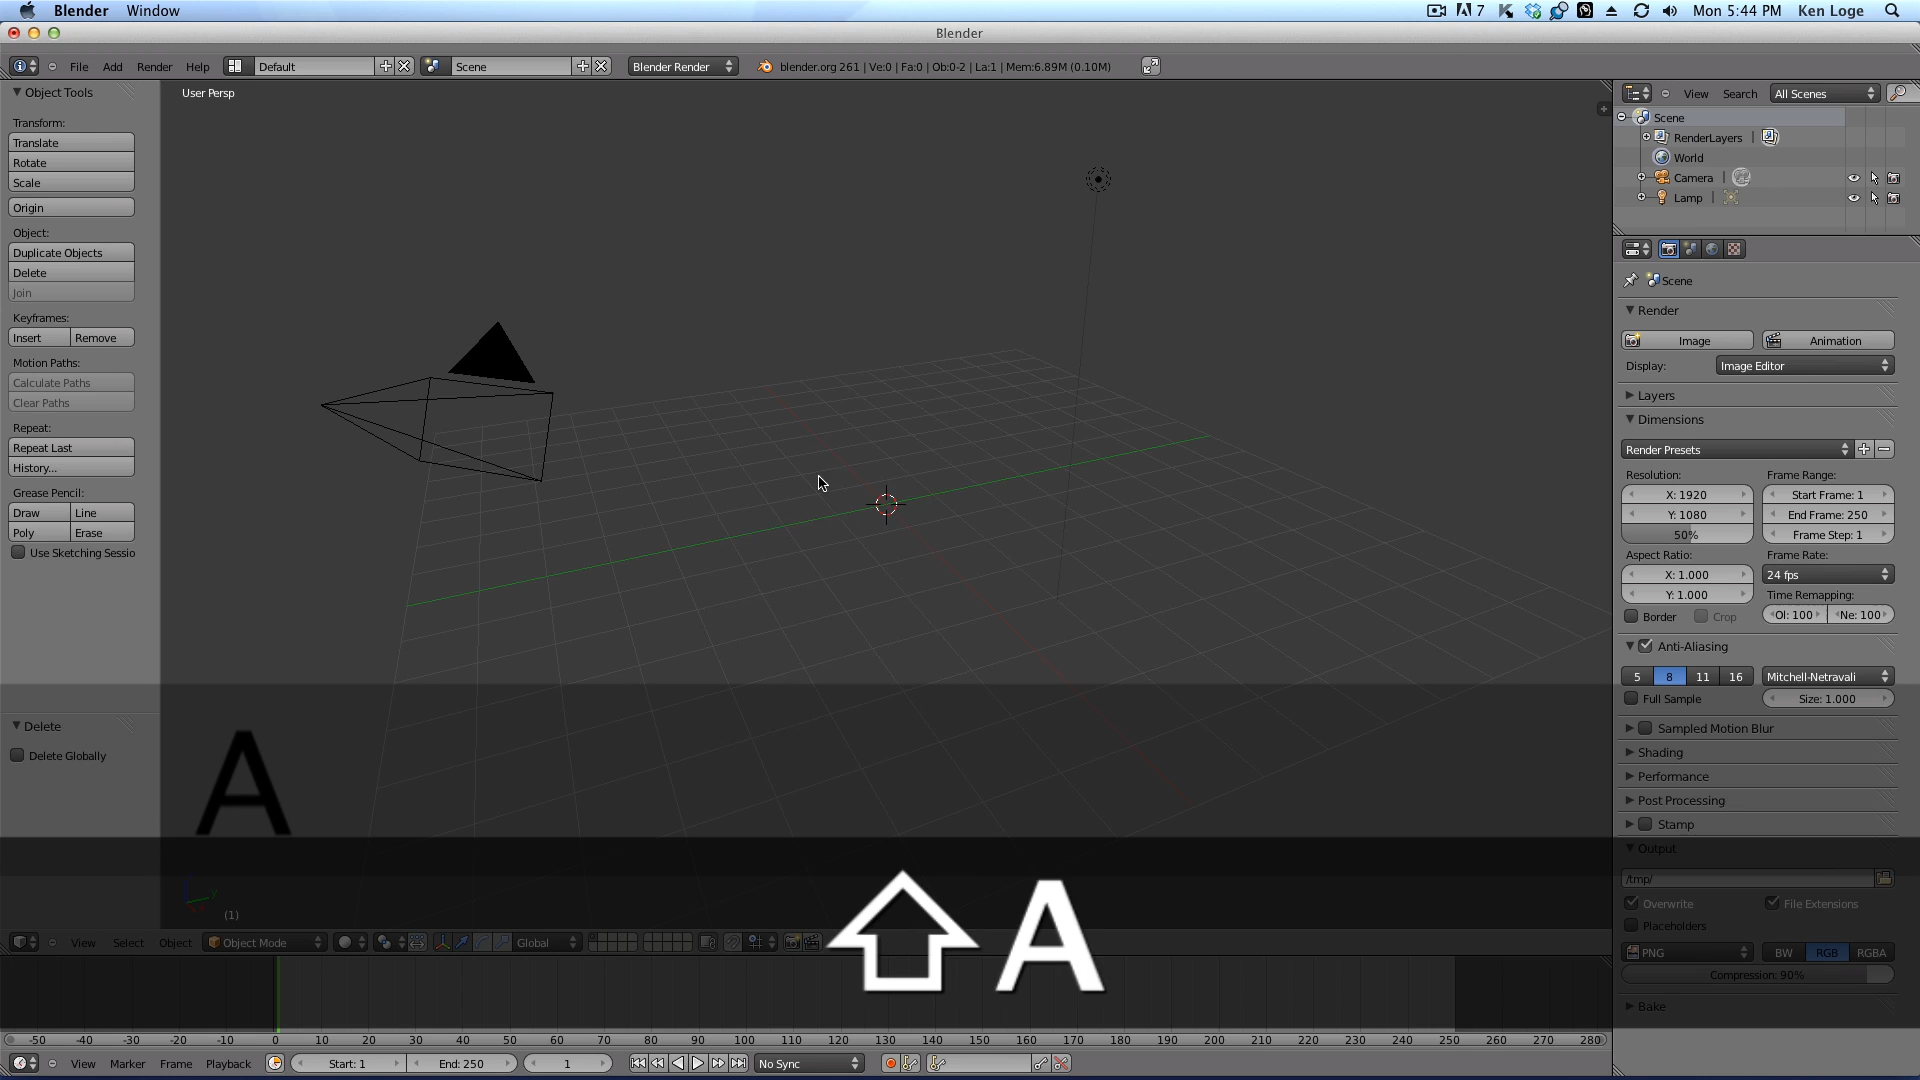 Blender Window 7 Mon 5:44 PM Ken Loge
Blender
File Add Render Help Default Scene Blender Render blender.org 261 | Ve:0 | Fa:0 | Ob:0-2 | La:1 | Mem:6.89M (0.10M)
Object Tools
Transform:
Translate
Rotate
Scale
Origin
Object:
Duplicate Objects
Delete
Join
Keyframes:
Insert Remove
Motion Paths:
Calculate Paths
Clear Paths
Repeat:
Repeat Last
History...
Grease Pencil:
Draw Line
Poly Erase
Use Sketching Sessio
Delete
Delete Globally
User Persp
A
(1)
A
View Select Object Object Mode Global
View Search All Scenes
Scene
RenderLayers |
World
Camera |
Lamp |
Scene
Render
Image Animation
Display: Image Editor
Layers
Dimensions
Render Presets
Resolution: Frame Range:
X: 1920 Start Frame: 1
Y: 1080 End Frame: 250
50% Frame Step: 1
Aspect Ratio: Frame Rate:
X: 1.000 24 fps
Y: 1.000 Time Remapping:
Border Crop Ol: 100 Ne: 100
Anti-Aliasing
5 8 11 16 Mitchell-Netravali
Full Sample Size: 1.000
Sampled Motion Blur
Shading
Performance
Post Processing
Stamp
Output
/tmp/
Overwrite File Extensions
Placeholders
PNG BW RGB RGBA
Compression: 90%
Bake
-50 -40 -30 -20 -10 0 10 20 30 40 50 60 70 80 90 100 110 120 130 140 150 160 170 180 190 200 210 220 230 240 250 260 270 280
View Marker Frame Playback Start: 1 End: 250 1 No Sync